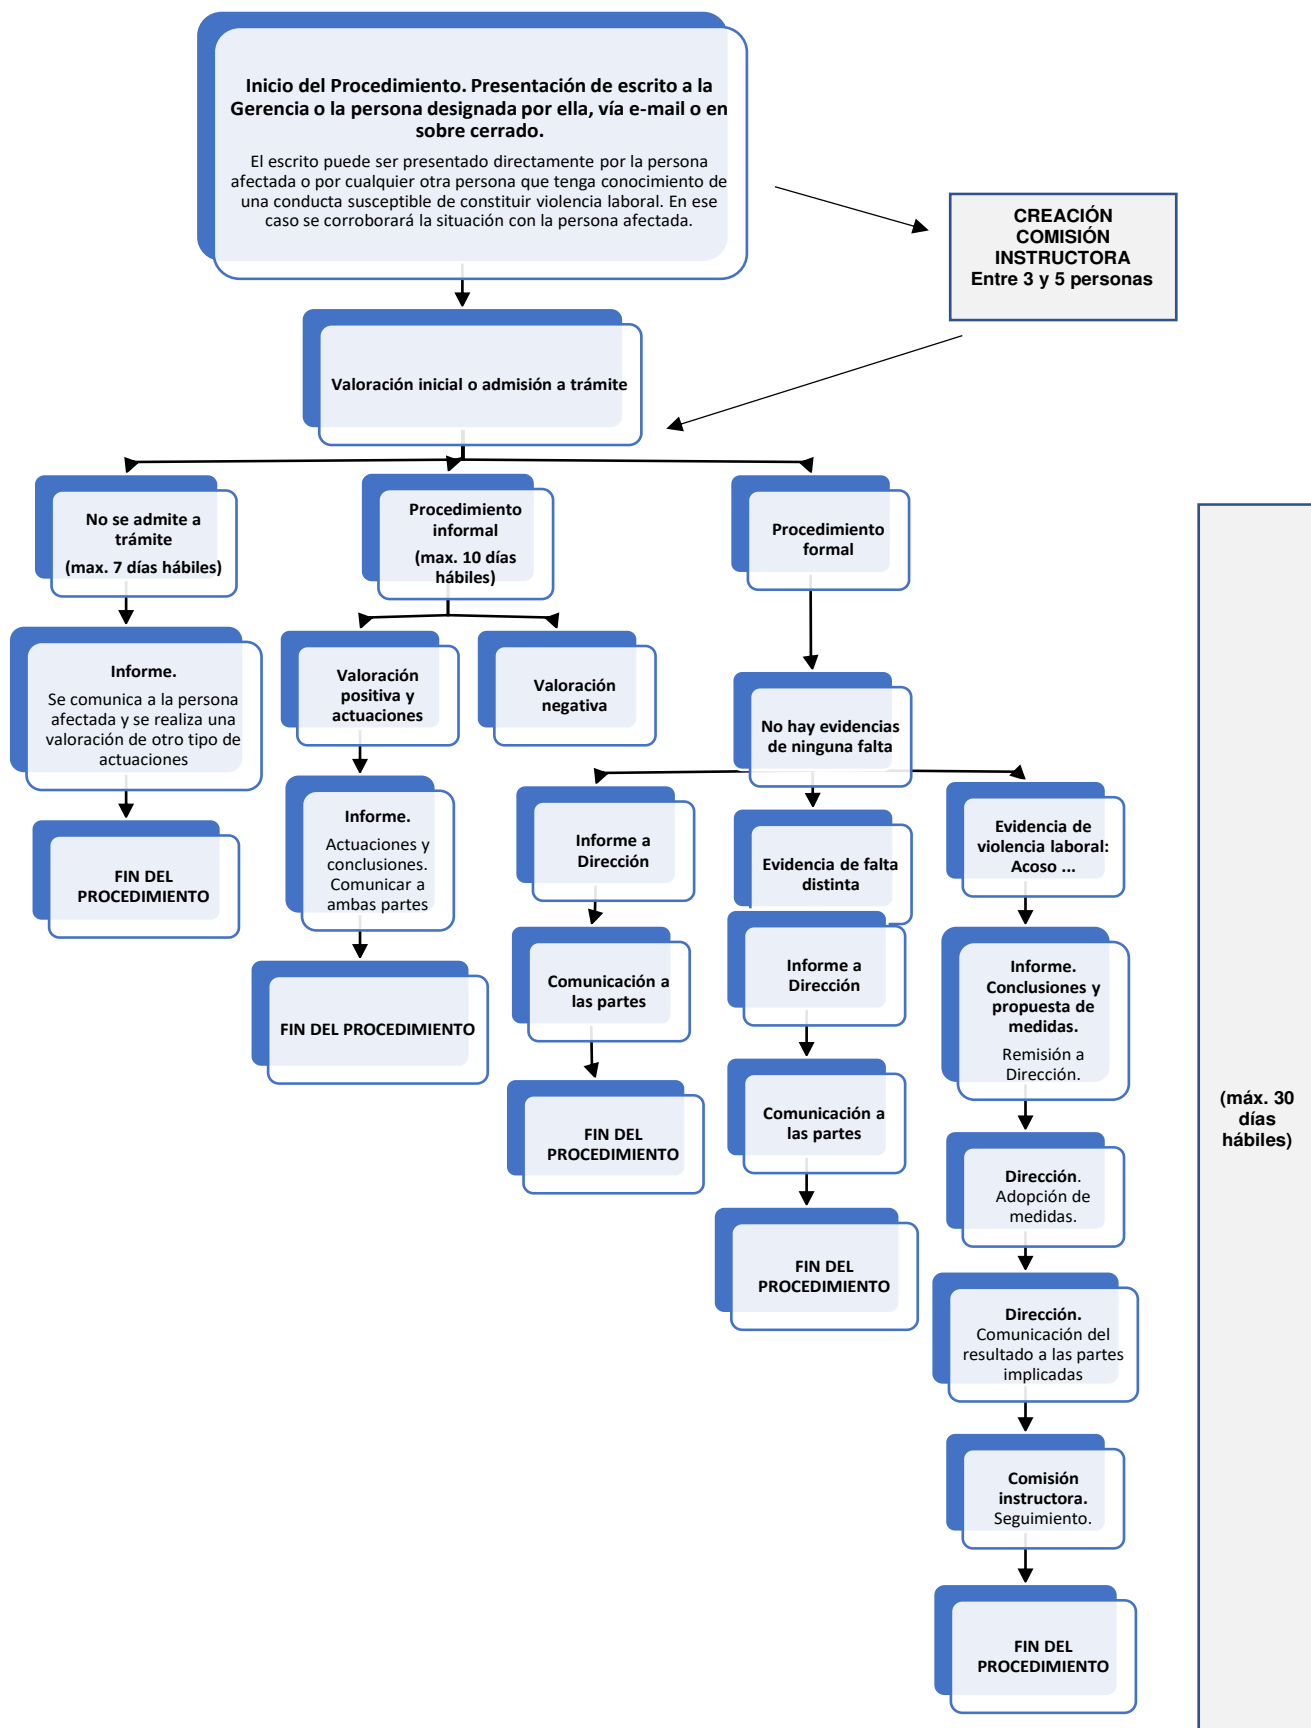 Inicio del Procedimiento. Presentación de escrito a la
Gerencia o la persona designada por ella, vía e-mail o en
sobre cerrado.
El escrito puede ser presentado directamente por la persona
afectada o por cualquier otra persona que tenga conocimiento de
una conducta susceptible de constituir violencia laboral. En ese
caso se corroborará la situación con la persona afectada.
CREACIÓN
COMISIÓN
INSTRUCTORA
Entre 3 y 5 personas
Valoración inicial o admisión a trámite
No se admite a
trámite
(max. 7 días hábiles)
Procedimiento
informal
(max. 10 días
hábiles)
Procedimiento
formal
Informe.
Se comunica a la persona
afectada y se realiza una
valoración de otro tipo de
actuaciones
FIN DEL
PROCEDIMIENTO
Valoración
positiva y
actuaciones
Valoración
negativa
Informe.
Actuaciones y
conclusiones.
Comunicar a
ambas partes
FIN DEL PROCEDIMIENTO
No hay evidencias
de ninguna falta
Informe a
Dirección
Comunicación a
las partes
FIN DEL
PROCEDIMIENTO
Evidencia de falta
distinta
Informe a
Dirección
Comunicación a
las partes
FIN DEL
PROCEDIMIENTO
Evidencia de
violencia laboral:
Acoso ...
Informe.
Conclusiones y
propuesta de
medidas.
Remisión a
Dirección.
Dirección.
Adopción de
medidas.
Dirección.
Comunicación del
resultado a las partes
implicadas
Comisión
instructora.
Seguimiento.
FIN DEL
PROCEDIMIENTO
(máx. 30
días
hábiles)